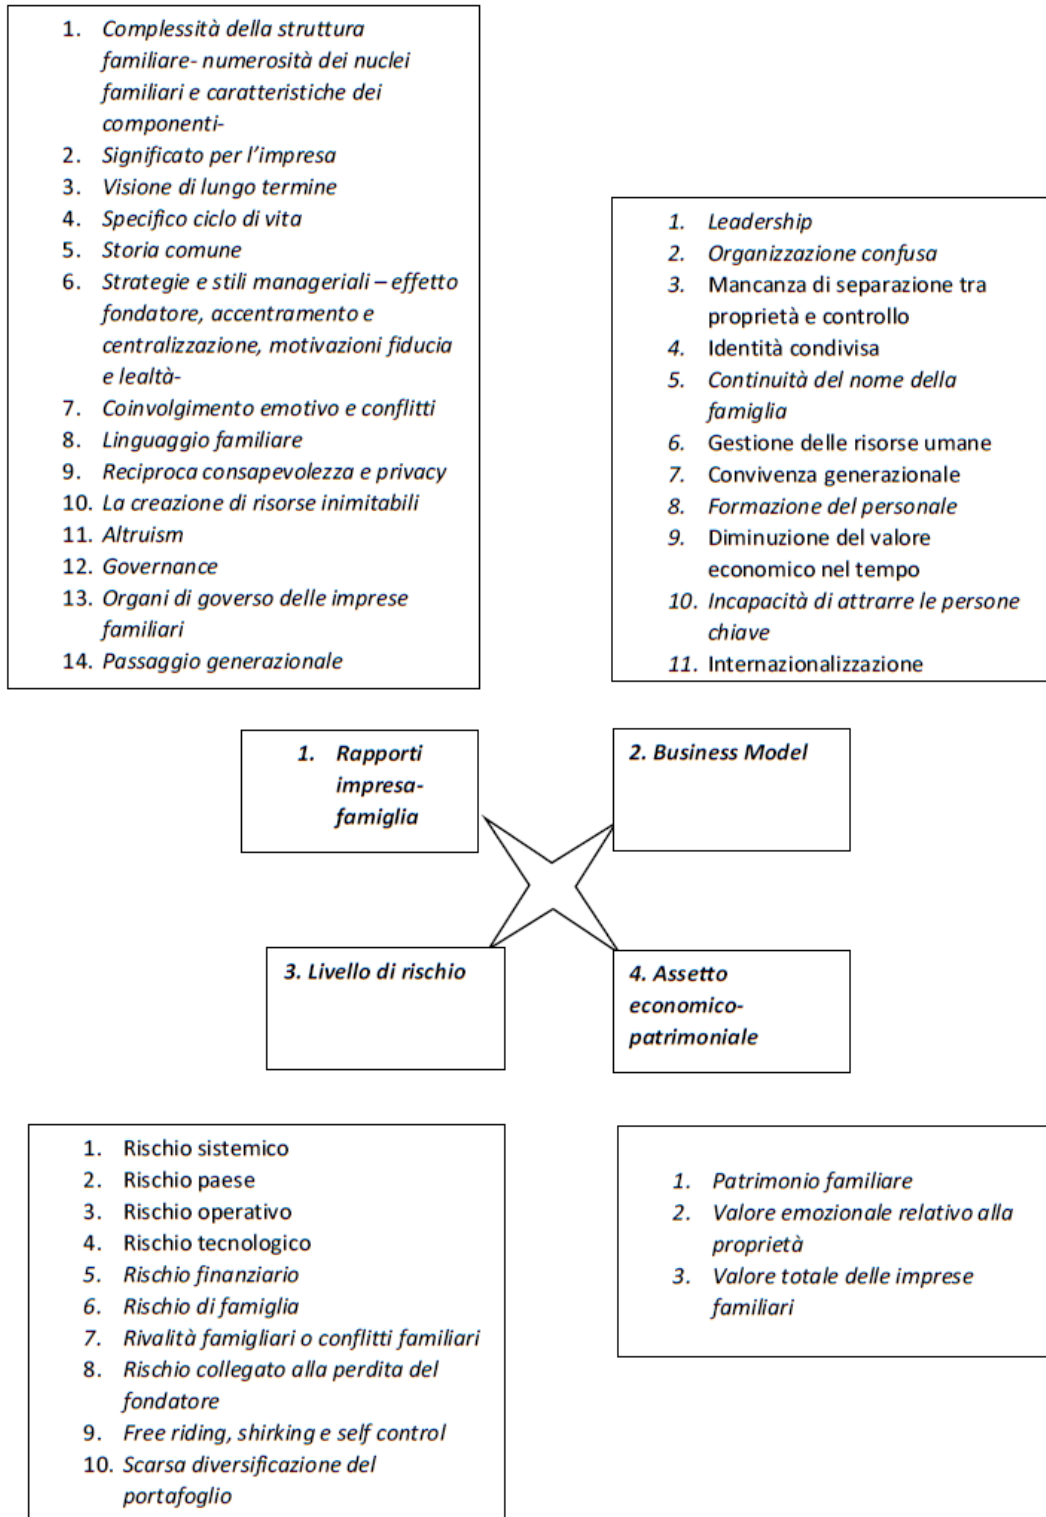 1. Complessità della struttura
familiare- numerosità dei nuclei
familiari e caratteristiche dei
componenti-
2. Significato per l'impresa
3. Visione di lungo termine
4. Specifico ciclo di vita
5. Storia comune
6. Strategie e stili manageriali – effetto
fondatore, accentramento e
centralizzazione, motivazioni fiducia
e lealtà-
7. Coinvolgimento emotivo e conflitti
8. Linguaggio familiare
9. Reciproca consapevolezza e privacy
10. La creazione di risorse inimitabili
11. Altruism
12. Governance
13. Organi di governo delle imprese
familiari
14. Passaggio generazionale
1. Leadership
2. Organizzazione confusa
3. Mancanza di separazione tra
proprietà e controllo
4. Identità condivisa
5. Continuità del nome della
famiglia
6. Gestione delle risorse umane
7. Convivenza generazionale
8. Formazione del personale
9. Diminuzione del valore
economico nel tempo
10. Incapacità di attrarre le persone
chiave
11. Internazionalizzazione
1. Rapporti
impresa-
famiglia
2. Business Model
3. Livello di rischio
4. Assetto
economico-
patrimoniale
1. Rischio sistemico
2. Rischio paese
3. Rischio operativo
4. Rischio tecnologico
5. Rischio finanziario
6. Rischio di famiglia
7. Rivalità famigliari o conflitti familiari
8. Rischio collegato alla perdita del
fondatore
9. Free riding, shirking e self control
10. Scarsa diversificazione del
portafoglio
1. Patrimonio familiare
2. Valore emozionale relativo alla
proprietà
3. Valore totale delle imprese
familiari